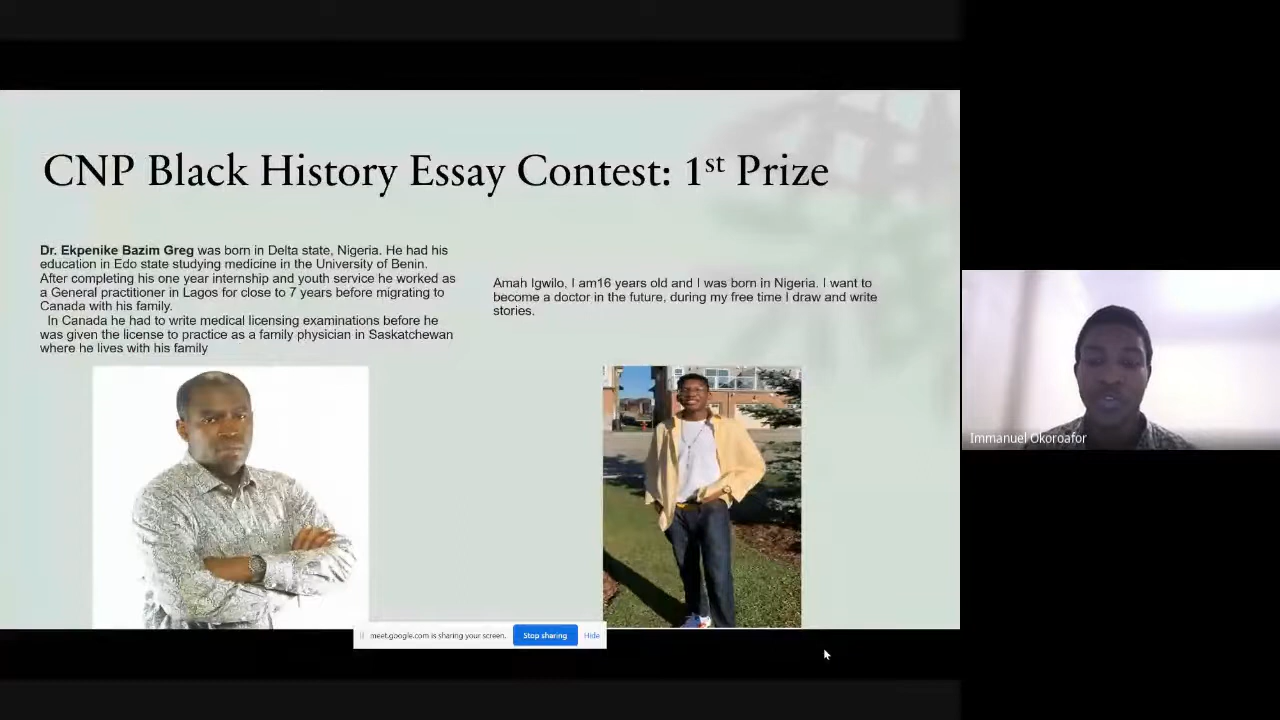 CNP Black History Essay Contest: 1st Prize
Dr. Ekpenike Bazim Greg was born in Delta state, Nigeria. He had his
education in Edo state studying medicine in the University of Benin.
After completing his one year internship and youth service he worked as
a General practitioner in Lagos for close to 7 years before migrating to
Canada with his family.
In Canada he had to write medical licensing examinations before he
was given the license to practice as a family physician in Saskatchewan
where he lives with his family
Amah Igwilo, I am16 years old and I was born in Nigeria. I want to
become a doctor in the future, during my free time I draw and write
stories.
Immanuel Okoroafor
meet.google.com is sharing your screen. Stop sharing Hide